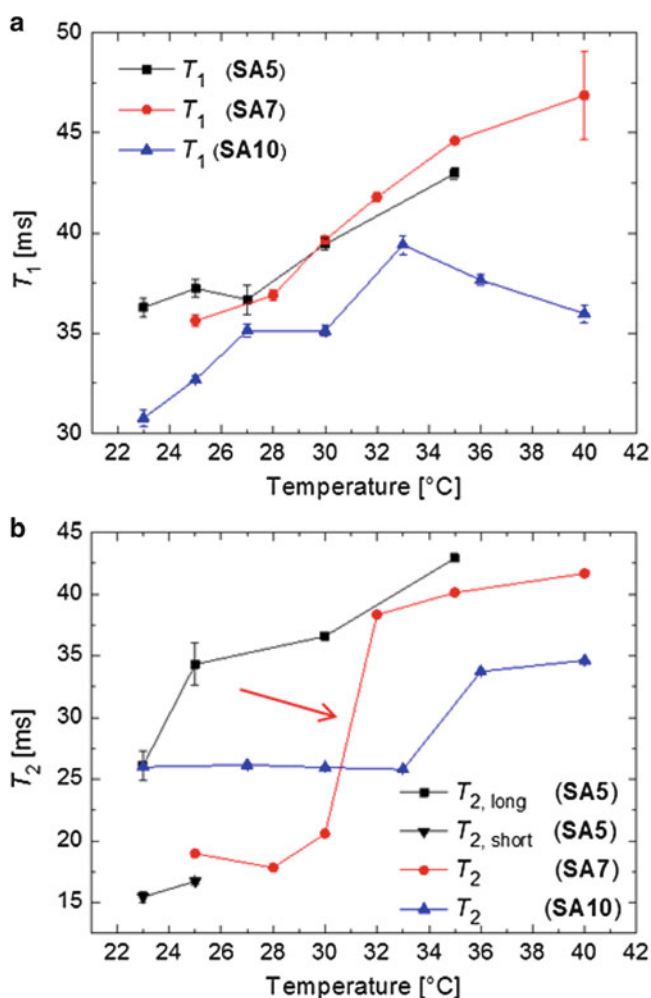 a
50
45
40
35
30
T1 [ms]
T1 (SA5)
T1 (SA7)
T1 (SA10)
22 24 26 28 30 32 34 36 38 40 42
Temperature [°C]
b
45
40
35
30
25
20
15
T2 [ms]
T2, long (SA5)
T2, short (SA5)
T2 (SA7)
T2 (SA10)
22 24 26 28 30 32 34 36 38 40 42
Temperature [°C]